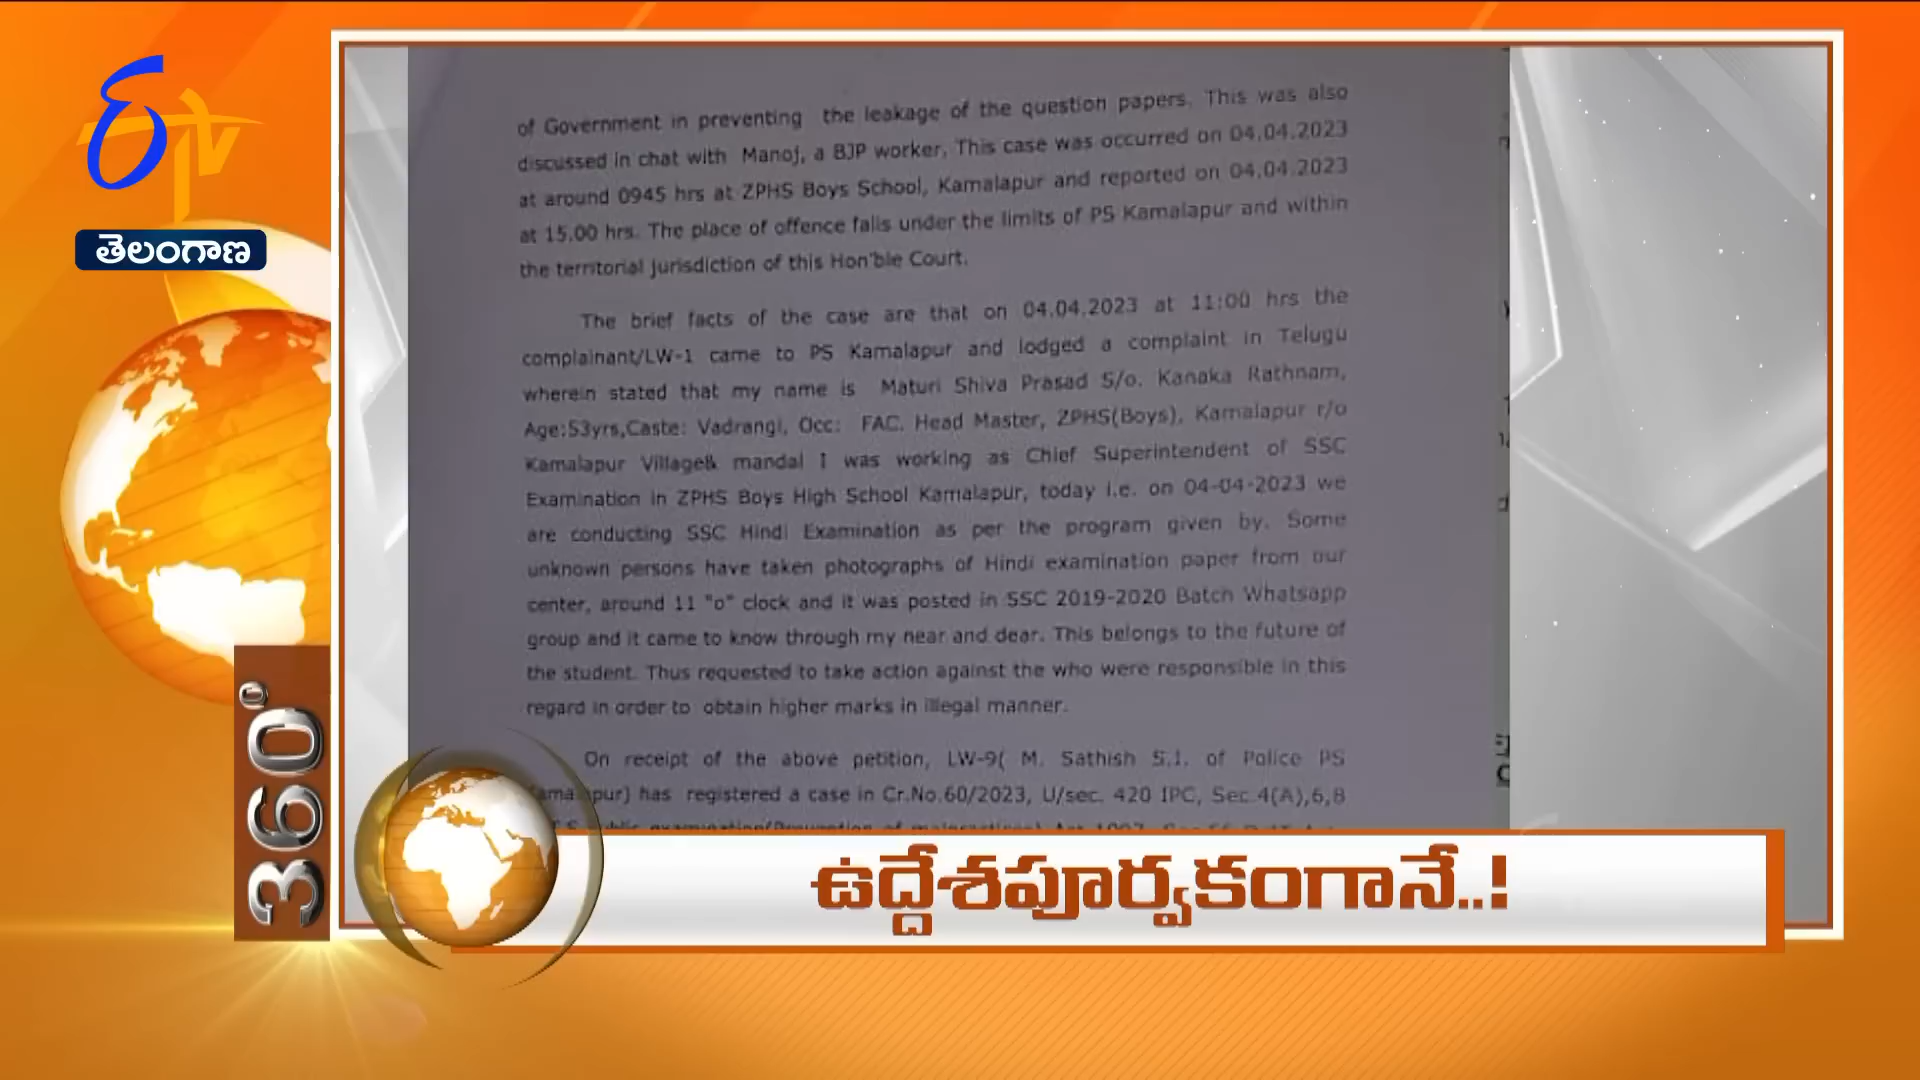 ETV
తెలంగాణ
of Government in preventing the leakage of the question papers. This was also
discussed in chat with Manoj, a BJP worker. This case was occurred on 04.04.2023
at around 0945 hrs at ZPHS Boys School, Kamalapur and reported on 04.04.2023
at 15.00 hrs. The place of offence falls under the limits of PS Kamalapur and within
the territorial jurisdiction of this Hon'ble Court.
The brief facts of the case are that on 04.04.2023 at 11:00 hrs the
complainant/LW-1 came to PS Kamalapur and lodged a complaint in Telugu
wherein stated that my name is Maturi Shiva Prasad S/o. Kanaka Rathnam,
Age:53yrs,Caste: Vadrangi, Occ: FAC. Head Master, ZPHS(Boys), Kamalapur r/o
Kamalapur Village& mandal I was working as Chief Superintendent of SSC
Examination in ZPHS Boys High School Kamalapur, today i.e. on 04-04-2023 we
are conducting SSC Hindi Examination as per the program given by. Some
unknown persons have taken photographs of Hindi examination paper from our
center, around 11 "o" clock and it was posted in SSC 2019-2020 Batch Whatsapp
group and it came to know through my near and dear. This belongs to the future of
the student. Thus requested to take action against the who were responsible in this
regard in order to obtain higher marks in illegal manner.
On receipt of the above petition, LW-9( M. Sathish S.I. of Police PS
has registered a case in Cr.No.60/2023, U/sec. 420 IPC, Sec.4(A),6,8
360°
ఉద్దేశపూర్వకంగానే..!